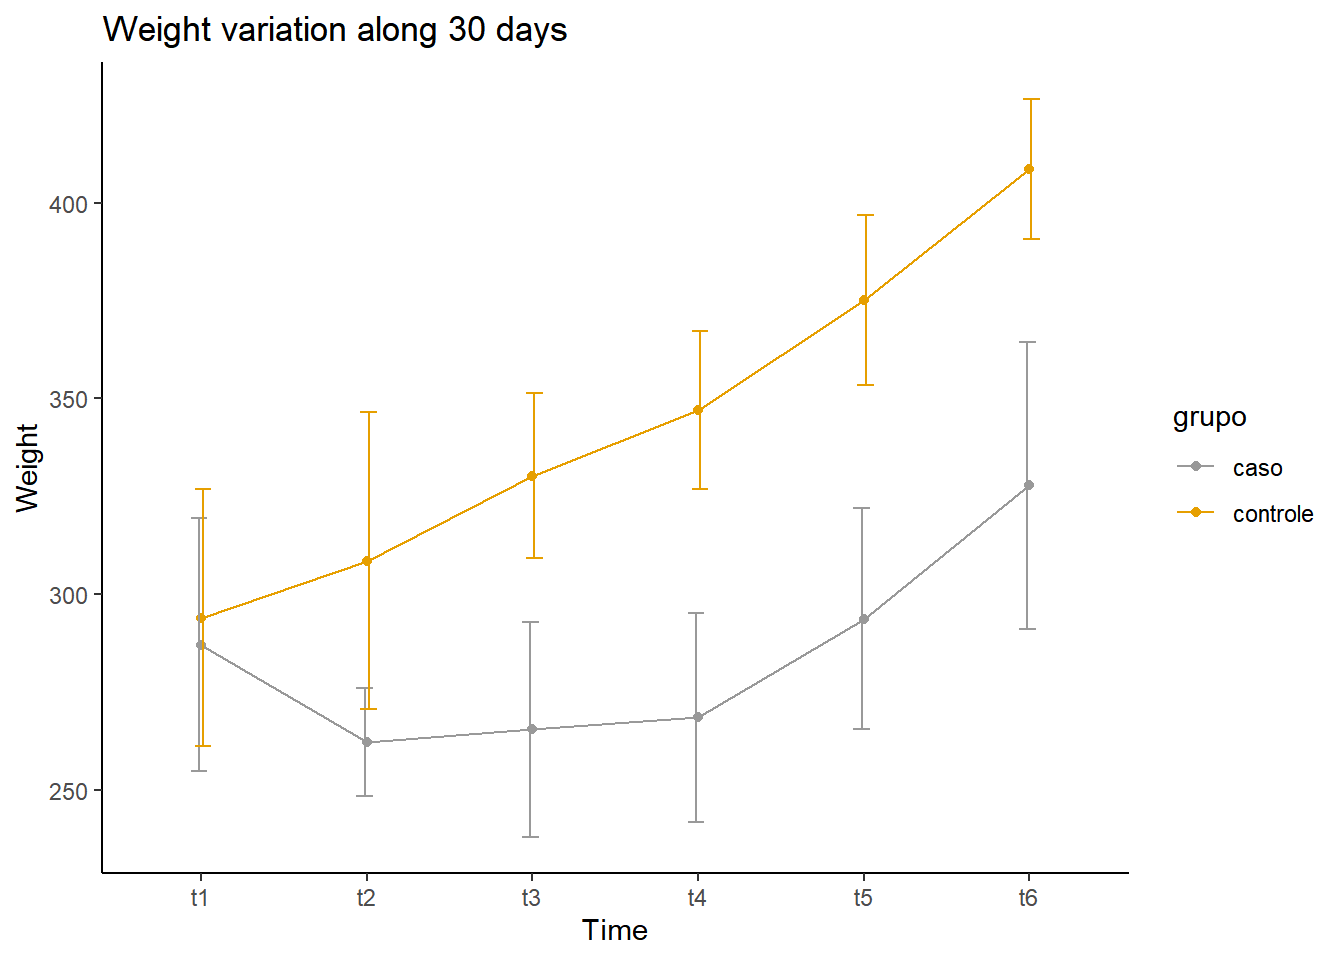 Weight variation along 30 days
Weight
400
350
300
250
t1
t2
t3
t4
t5
t6
Time
grupo
caso
controle